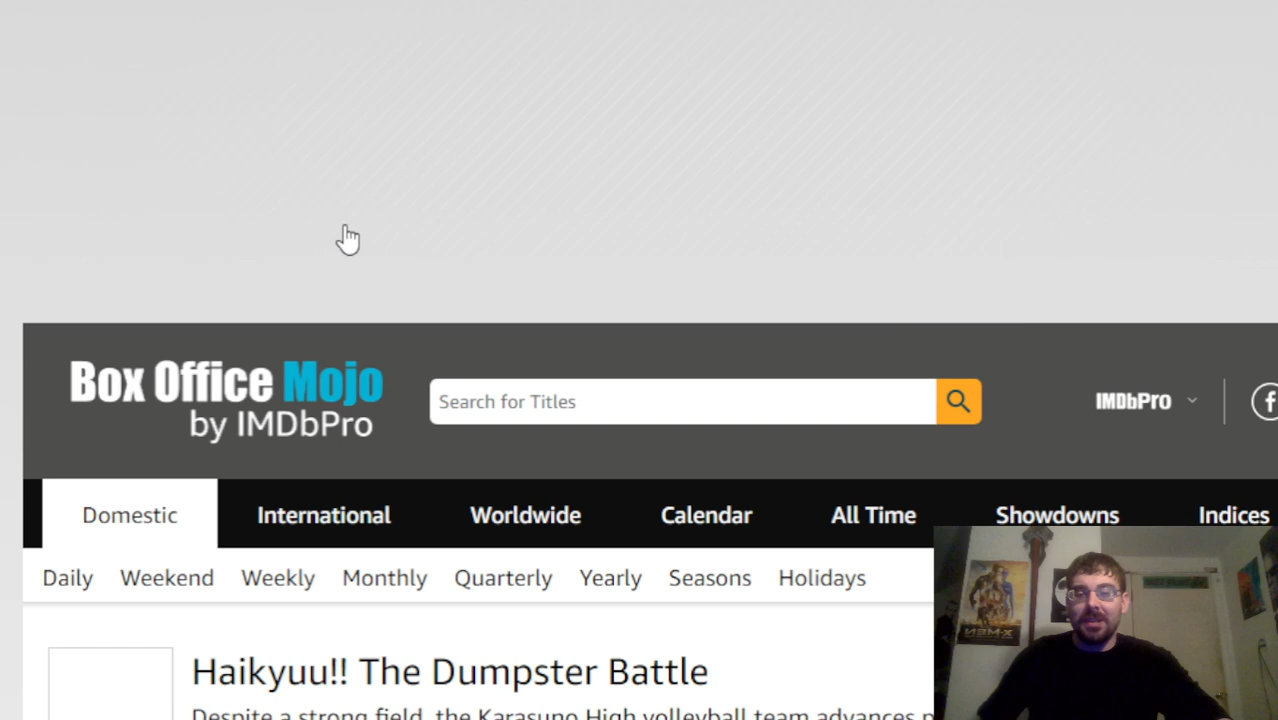 Box Office Mojo
by IMDbPro
Search for Titles
IMDbPro
f
Domestic International Worldwide Calendar All Time Showdowns Indices
Daily Weekend Weekly Monthly Quarterly Yearly Seasons Holidays
Haikyuu!! The Dumpster Battle
Despite a strong field, the Karasuno High volleyball team advances p
X-MEN